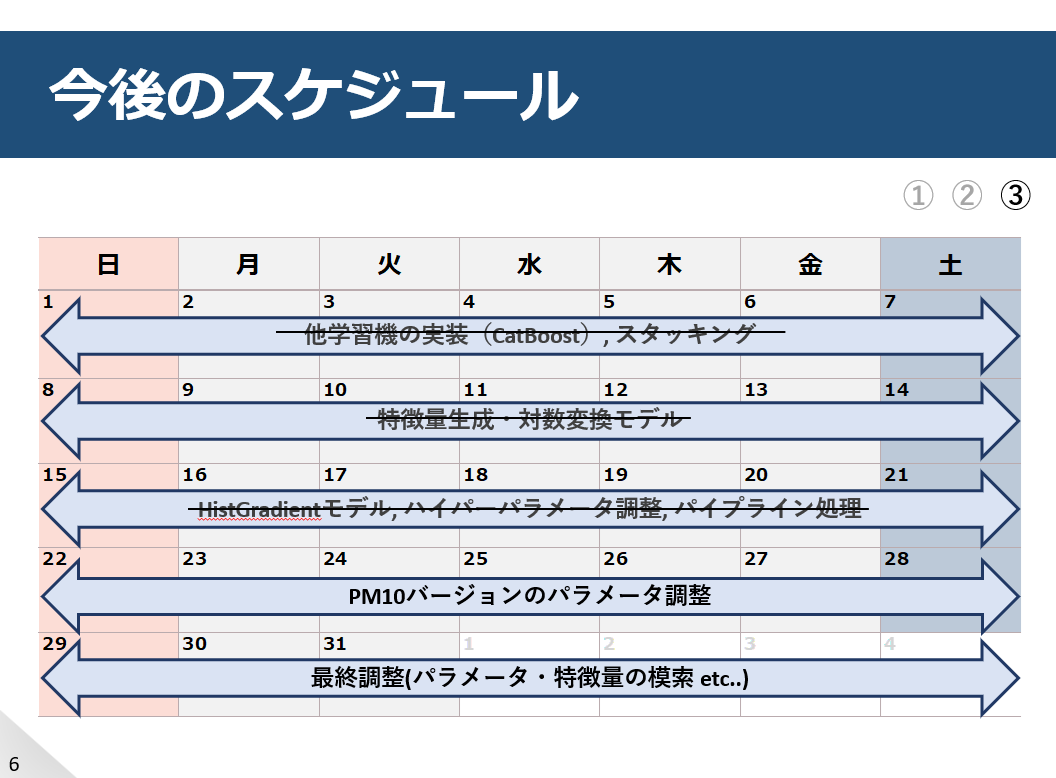 今後のスケジュール
① ② ③
日 月 火 水 木 金 土
1 2 3 4 5 6 7
他学習機の実装（CatBoost）, スタッキング
8 9 10 11 12 13 14
特徴量生成・対数変換モデル
15 16 17 18 19 20 21
HistGradientモデル, ハイパーパラメータ調整, パイプライン処理
22 23 24 25 26 27 28
PM10バージョンのパラメータ調整
29 30 31 1 2 3 4
最終調整(パラメータ・特徴量の模索 etc..)
6